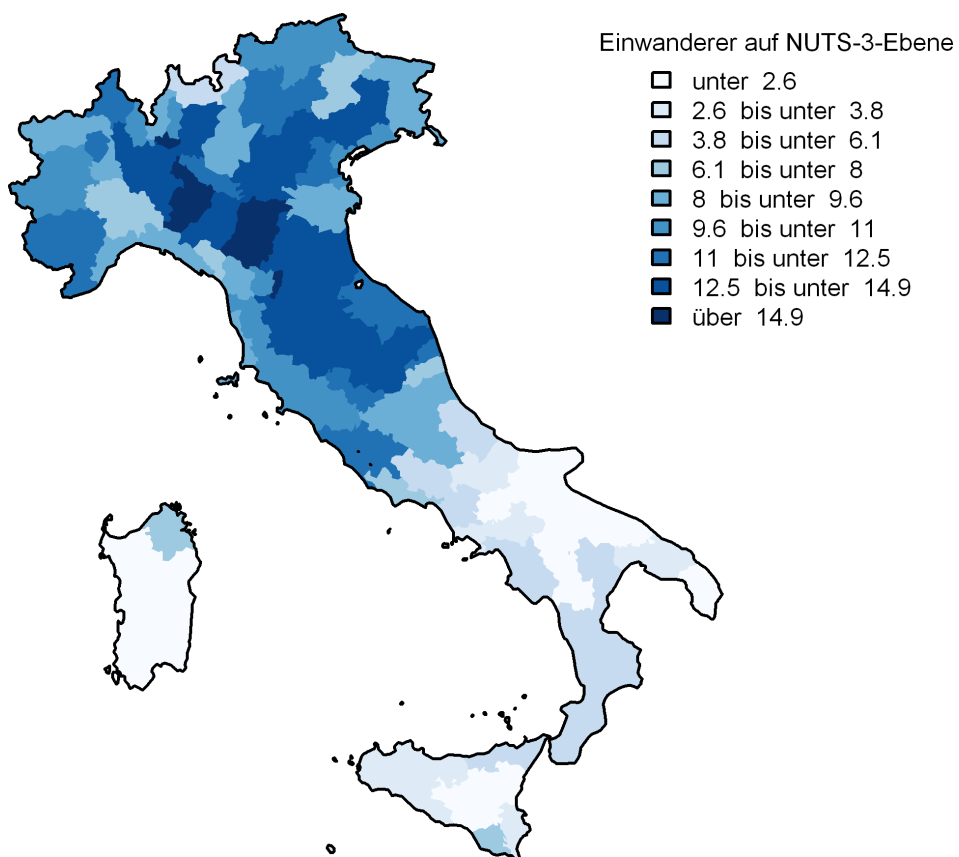 Einwanderer auf NUTS-3-Ebene
unter 2.6
2.6 bis unter 3.8
3.8 bis unter 6.1
6.1 bis unter 8
8 bis unter 9.6
9.6 bis unter 11
11 bis unter 12.5
12.5 bis unter 14.9
über 14.9